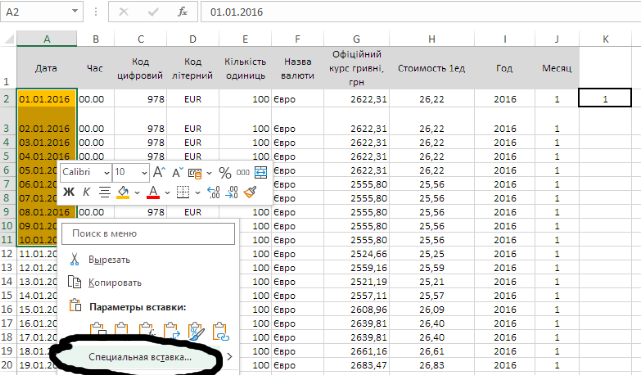 A2 01.01.2016
A B C D E F G H I J K
1 Дата Час Код цифровий Код літерний Кількість одиниць Назва валюти Офіційний курс гривні, грн Стоимость 1ед Год Месяц
2 01.01.2016 00.00 978 EUR 100 Євро 2622,31 26,22 2016 1 1
3 02.01.2016 00.00 978 EUR 100 Євро 2622,31 26,22 2016 1
4 03.01.2016 00.00 978 EUR 100 Євро 2622,31 26,22 2016 1
5 04.01.2016 00.00 978 EUR 100 Євро 2622,31 26,22 2016 1
6 05.01 100 Євро 2622,31 26,22 2016 1
Calibri 10 A A % 000
7 06.01 100 Євро 2555,80 25,56 2016 1
Ж К A
8 07.01 100 Євро 2555,80 25,56 2016 1
9 08.01.2016 00.00 978 EUR 100 Євро 2555,80 25,56 2016 1
10 09.01 100 Євро 2555,80 25,56 2016 1
Поиск в меню
11 10.01 100 Євро 2555,80 25,56 2016 1
12 11.01.20 100 Євро 2524,66 25,25 2016 1
Вырезать
13 12.01.20 100 Євро 2559,16 25,59 2016 1
14 13.01.20 100 Євро 2521,19 25,21 2016 1
Копировать
15 14.01.20 100 Євро 2557,11 25,57 2016 1
16 15.01.20 100 Євро 2608,96 26,09 2016 1
Параметры вставки:
17 16.01.20 100 Євро 2639,81 26,40 2016 1
18 17.01.20 100 Євро 2639,81 26,40 2016 1
19 18.01 100 Євро 2661,16 26,61 2016 1
Специальная вставка...
20 19.01 100 Євро 2683,47 26,83 2016 1